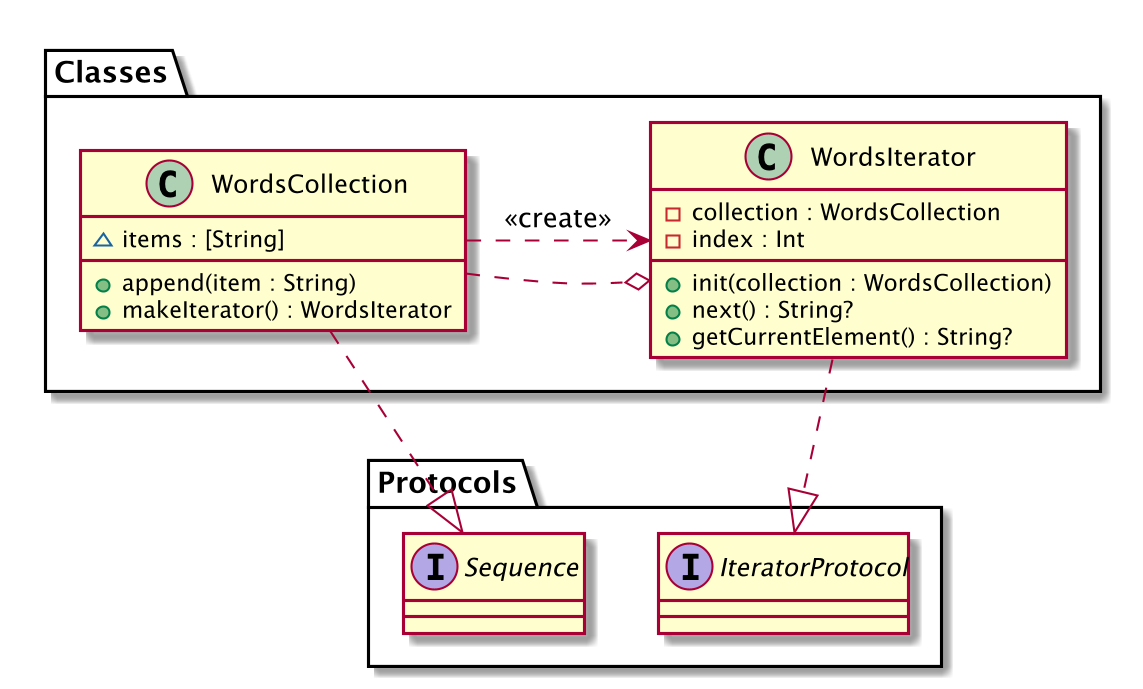 Classes
C WordsCollection
items : [String]
append(item : String)
makeIterator() : WordsIterator
«create»
C WordsIterator
collection : WordsCollection
index : Int
init(collection : WordsCollection)
next() : String?
getCurrentElement() : String?
Protocols
I Sequence
I IteratorProtocol